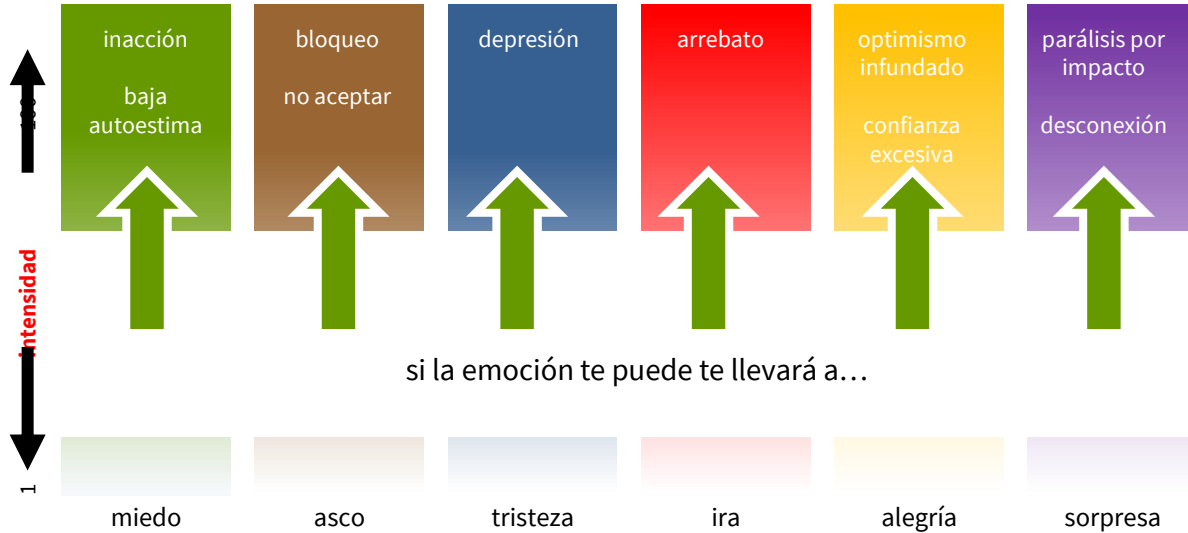 inacción
baja
autoestima
bloqueo
no aceptar
depresión
arrebato
optimismo
infundado
confianza
excesiva
parálisis por
impacto
desconexión
intensidad
si la emoción te puede te llevará a…
1
miedo
asco
tristeza
ira
alegría
sorpresa